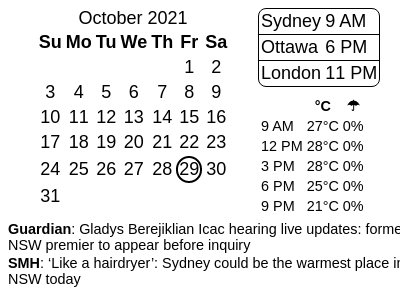 October 2021
Su Mo Tu We Th Fr Sa
1 2
3 4 5 6 7 8 9
10 11 12 13 14 15 16
17 18 19 20 21 22 23
24 25 26 27 28 29 30
31
Sydney 9 AM
Ottawa 6 PM
London 11 PM
°C ☂
9 AM 27°C 0%
12 PM 28°C 0%
3 PM 28°C 0%
6 PM 25°C 0%
9 PM 21°C 0%
Guardian: Gladys Berejiklian Icac hearing live updates: forme
NSW premier to appear before inquiry
SMH: ‘Like a hairdryer’: Sydney could be the warmest place in
NSW today